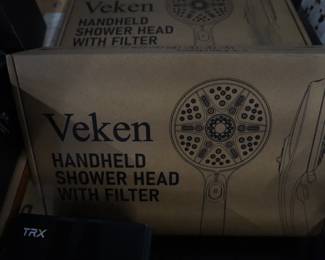 Veken
HANDHELD
SHOWER HEAD
WITH FILTER
Veken
HANDHELD
SHOWER HEAD
WITH FILTER
TRX